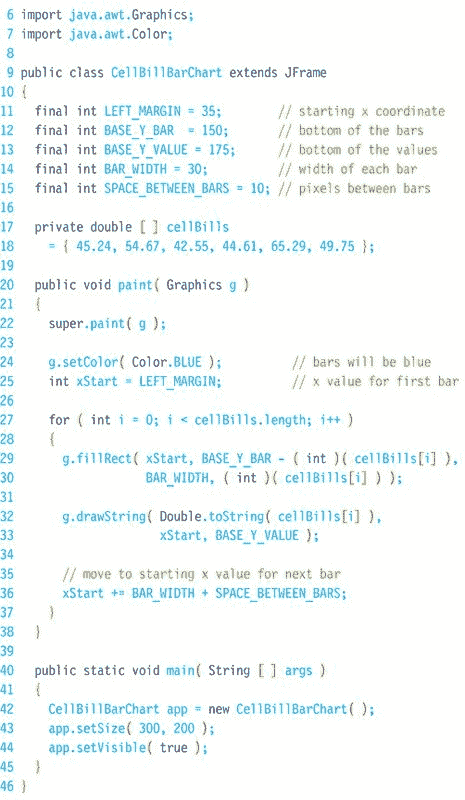 6 import java.awt.Graphics;
7 import java.awt.Color;
8
9 public class CellBillBarChart extends JFrame
10 {
11   final int LEFT_MARGIN = 35;        // starting x coordinate
12   final int BASE_Y_BAR  = 150;       // bottom of the bars
13   final int BASE_Y_VALUE = 175;      // bottom of the values
14   final int BAR_WIDTH = 30;          // width of each bar
15   final int SPACE_BETWEEN_BARS = 10; // pixels between bars
16
17   private double [ ] cellBills
18     = { 45.24, 54.67, 42.55, 44.61, 65.29, 49.75 };
19
20   public void paint( Graphics g )
21   {
22     super.paint( g );
23
24     g.setColor( Color.BLUE );          // bars will be blue
25     int xStart = LEFT_MARGIN;          // x value for first bar
26
27     for ( int i = 0; i < cellBills.length; i++ )
28     {
29       g.fillRect( xStart, BASE_Y_BAR - ( int )( cellBills[i] ),
30                   BAR_WIDTH, ( int )( cellBills[i] ) );
31
32       g.drawString( Double.toString( cellBills[i] ),
33                     xStart, BASE_Y_VALUE );
34
35       // move to starting x value for next bar
36       xStart += BAR_WIDTH + SPACE_BETWEEN_BARS;
37     }
38   }
39
40   public static void main( String [ ] args )
41   {
42     CellBillBarChart app = new CellBillBarChart( );
43     app.setSize( 300, 200 );
44     app.setVisible( true );
45   }
46 }